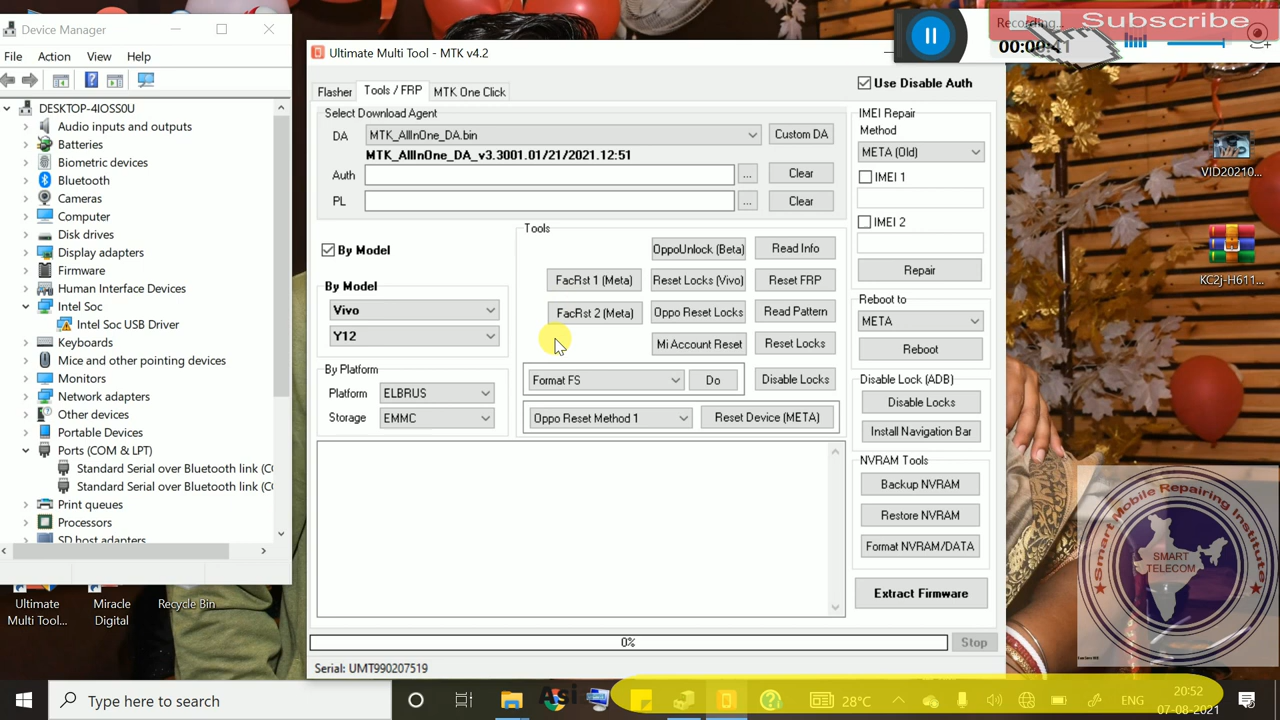 Device Manager
File Action View Help
DESKTOP-4IOSS0U
Audio inputs and outputs
Batteries
Biometric devices
Bluetooth
Cameras
Computer
Disk drives
Display adapters
Firmware
Human Interface Devices
Intel Soc
Intel Soc USB Driver
Keyboards
Mice and other pointing devices
Monitors
Network adapters
Other devices
Portable Devices
Ports (COM & LPT)
Standard Serial over Bluetooth link (C
Standard Serial over Bluetooth link (C
Print queues
Processors
SD host adapters
Ultimate Multi Tool - MTK v4.2
Flasher Tools / FRP MTK One Click
Select Download Agent
DA MTK_AllInOne_DA.bin Custom DA
MTK_AllInOne_DA_v3.3001.01/21/2021.12:51
Auth ... Clear
PL ... Clear
By Model
By Model
Vivo
Y12
By Platform
Platform ELBRUS
Storage EMMC
Tools
OppoUnlock (Beta) Read Info
FacRst 1 (Meta) Reset Locks (Vivo) Reset FRP
FacRst 2 (Meta) Oppo Reset Locks Read Pattern
Mi Account Reset Reset Locks
Format FS Do Disable Locks
Oppo Reset Method 1 Reset Device (META)
Use Disable Auth
IMEI Repair
Method
META (Old)
IMEI 1
IMEI 2
Repair
Reboot to
META
Reboot
Disable Lock (ADB)
Disable Locks
Install Navigation Bar
NVRAM Tools
Backup NVRAM
Restore NVRAM
Format NVRAM/DATA
Extract Firmware
0% Stop
Serial: UMT990207519
Recording...
00:00:41
Subscribe
VID20210...
KC2j-H611...
Smart Mobile Repairing Institute
SMART
TELECOM
Ultimate
Multi Tool...
Miracle
Digital
Recycle Bin
Type here to search
Asi
28°C
ENG
20:52
07-08-2021